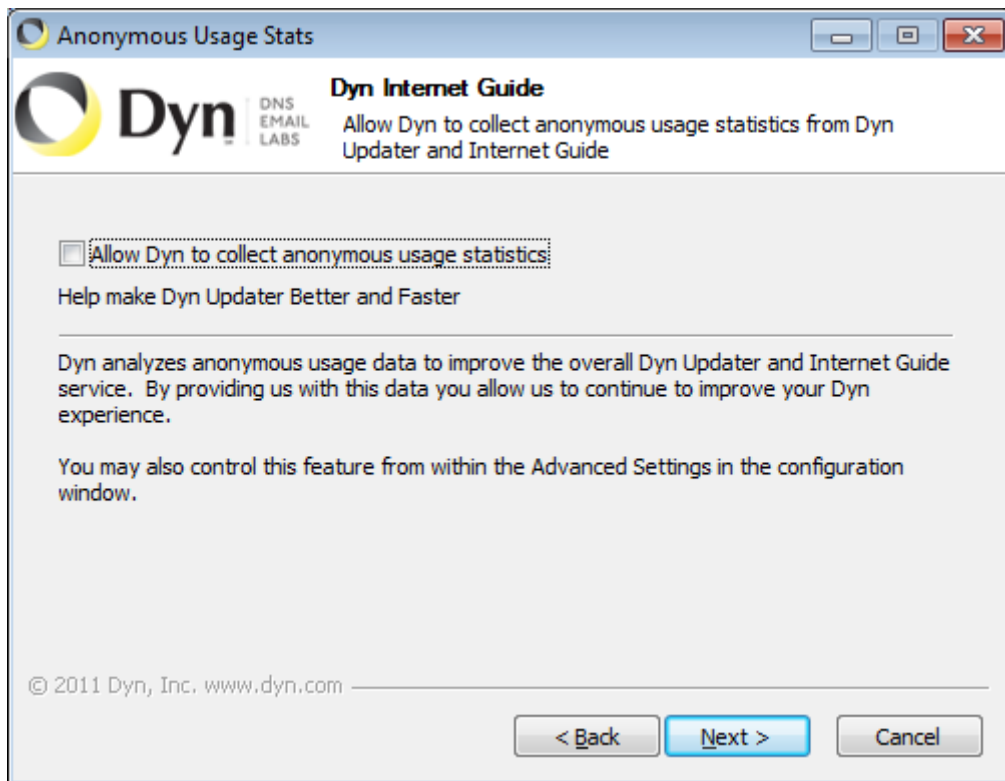 Anonymous Usage Stats
Dyn
DNS
EMAIL
LABS
Dyn Internet Guide
Allow Dyn to collect anonymous usage statistics from Dyn
Updater and Internet Guide
Allow Dyn to collect anonymous usage statistics
Help make Dyn Updater Better and Faster
Dyn analyzes anonymous usage data to improve the overall Dyn Updater and Internet Guide
service.  By providing us with this data you allow us to continue to improve your Dyn
experience.
You may also control this feature from within the Advanced Settings in the configuration
window.
© 2011 Dyn, Inc. www.dyn.com
< Back
Next >
Cancel